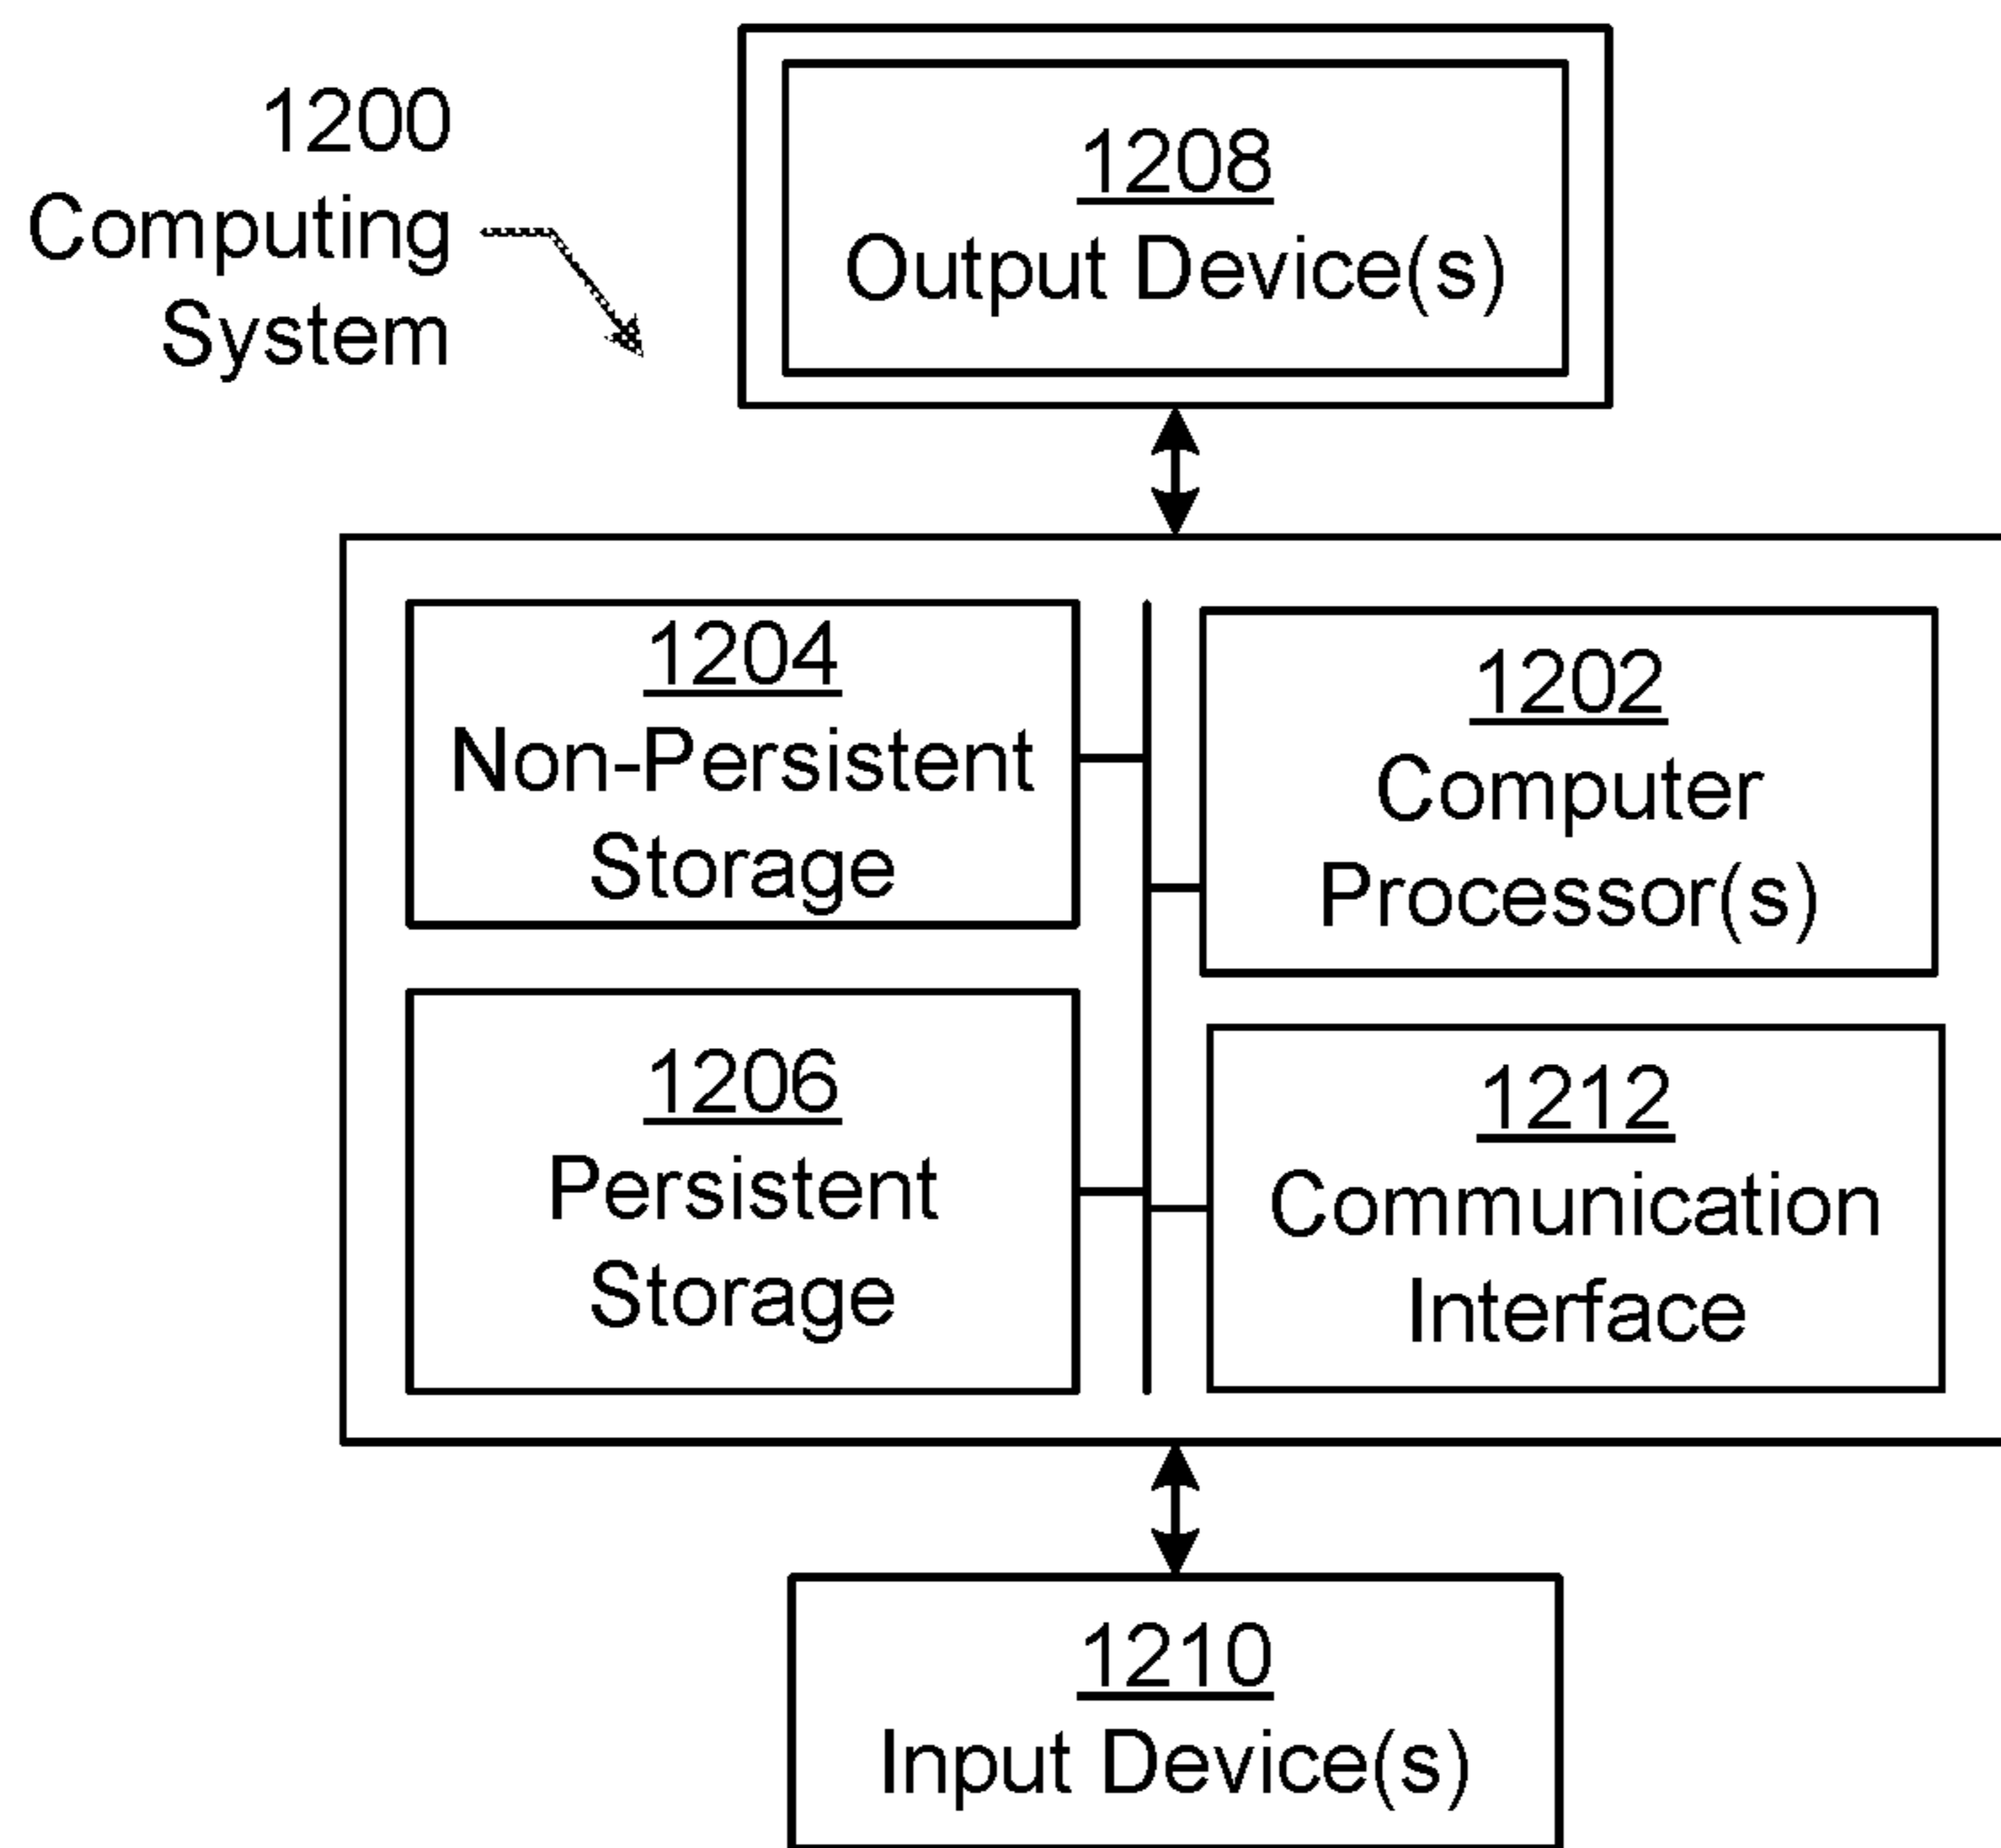 1200
Computing
System
1208
Output Device(s)
1204
Non-Persistent
Storage
1202
Computer
Processor(s)
1206
Persistent
Storage
1212
Communication
Interface
1210
Input Device(s)